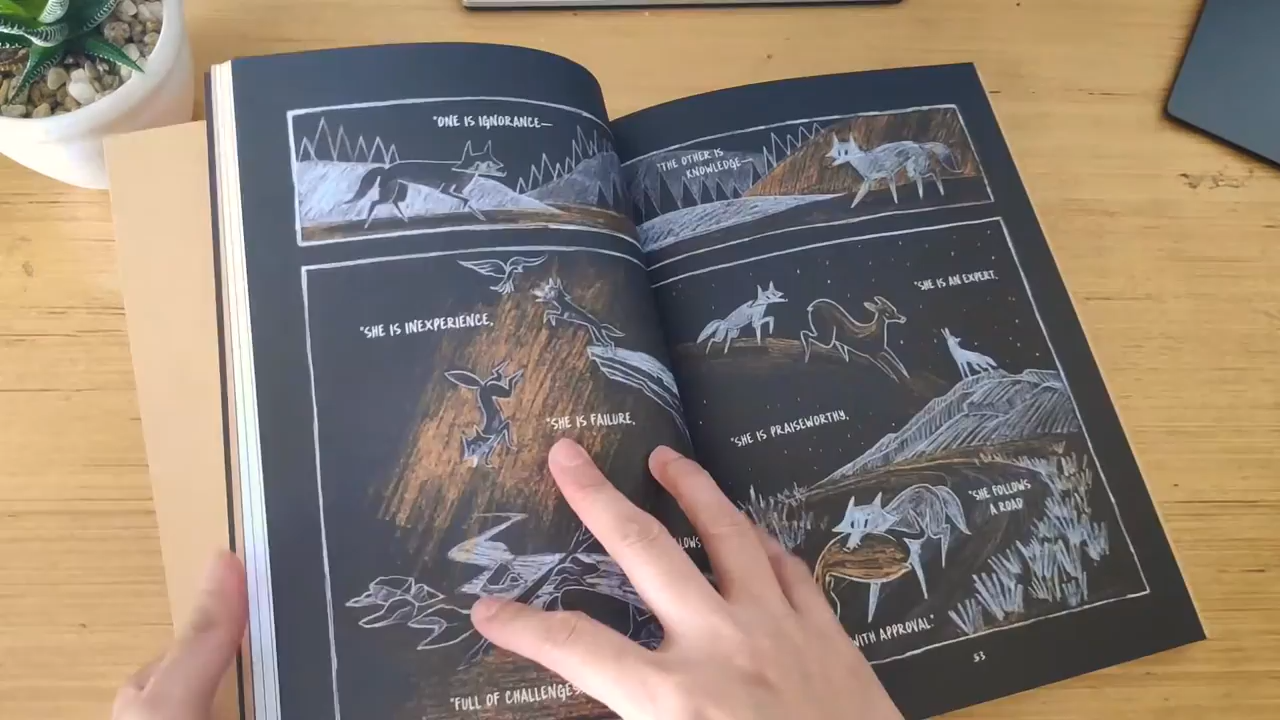 "ONE IS IGNORANCE—
"SHE IS INEXPERIENCE,
"SHE IS FAILURE,
"FULL OF CHALLENGES.
"THE OTHER IS
KNOWLEDGE—
"SHE IS AN EXPERT,
"SHE IS PRAISEWORTHY,
"SHE FOLLOWS
A ROAD
WITH APPROVAL"
53